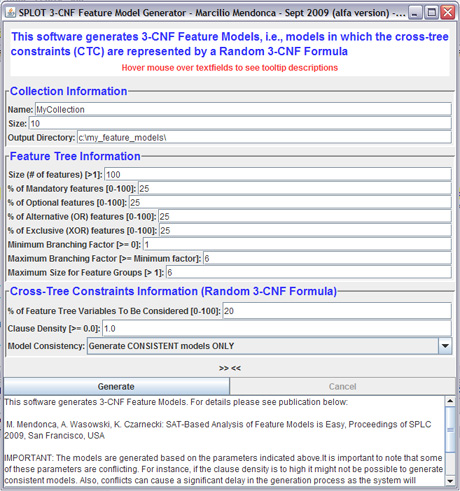 SPLOT 3-CNF Feature Model Generator - Marcilio Mendonca - Sept 2009 (alfa version) -...
This software generates 3-CNF Feature Models, i.e., models in which the cross-tree
constraints (CTC) are represented by a Random 3-CNF Formula
Hover mouse over textfields to see tooltip descriptions
Collection Information
Name: MyCollection
Size: 10
Output Directory: c:\my_feature_models\
Feature Tree Information
Size (# of features) [>1]: 100
% of Mandatory features [0-100]: 25
% of Optional features [0-100]: 25
% of Alternative (OR) features [0-100]: 25
% of Exclusive (XOR) features [0-100]: 25
Minimum Branching Factor [>= 0]: 1
Maximum Branching Factor [>= Minimum factor]: 6
Maximum Size for Feature Groups [> 1]: 6
Cross-Tree Constraints Information (Random 3-CNF Formula)
% of Feature Tree Variables To Be Considered [0-100]: 20
Clause Density [>= 0.0]: 1.0
Model Consistency: Generate CONSISTENT models ONLY
>> <<
Generate Cancel
This software generates 3-CNF Feature Models. For details please see publication below:
M. Mendonca, A. Wasowski, K. Czarnecki: SAT-Based Analysis of Feature Models is Easy, Proceedings of SPLC
2009, San Francisco, USA
IMPORTANT: The models are generated based on the parameters indicated above.It is important to note that some
of these parameters are conflicting. For instance, if the clause density is to high it might not be possible to generate
consistent models. Also, conflicts can cause a significant delay in the generation process as the system will